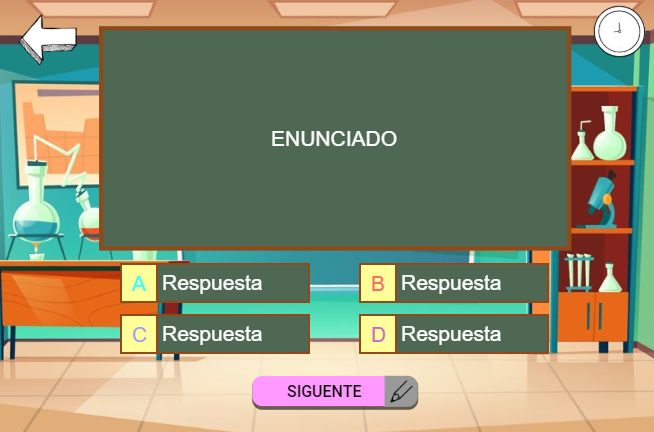 ENUNCIADO
A Respuesta
B Respuesta
C Respuesta
D Respuesta
SIGUENTE